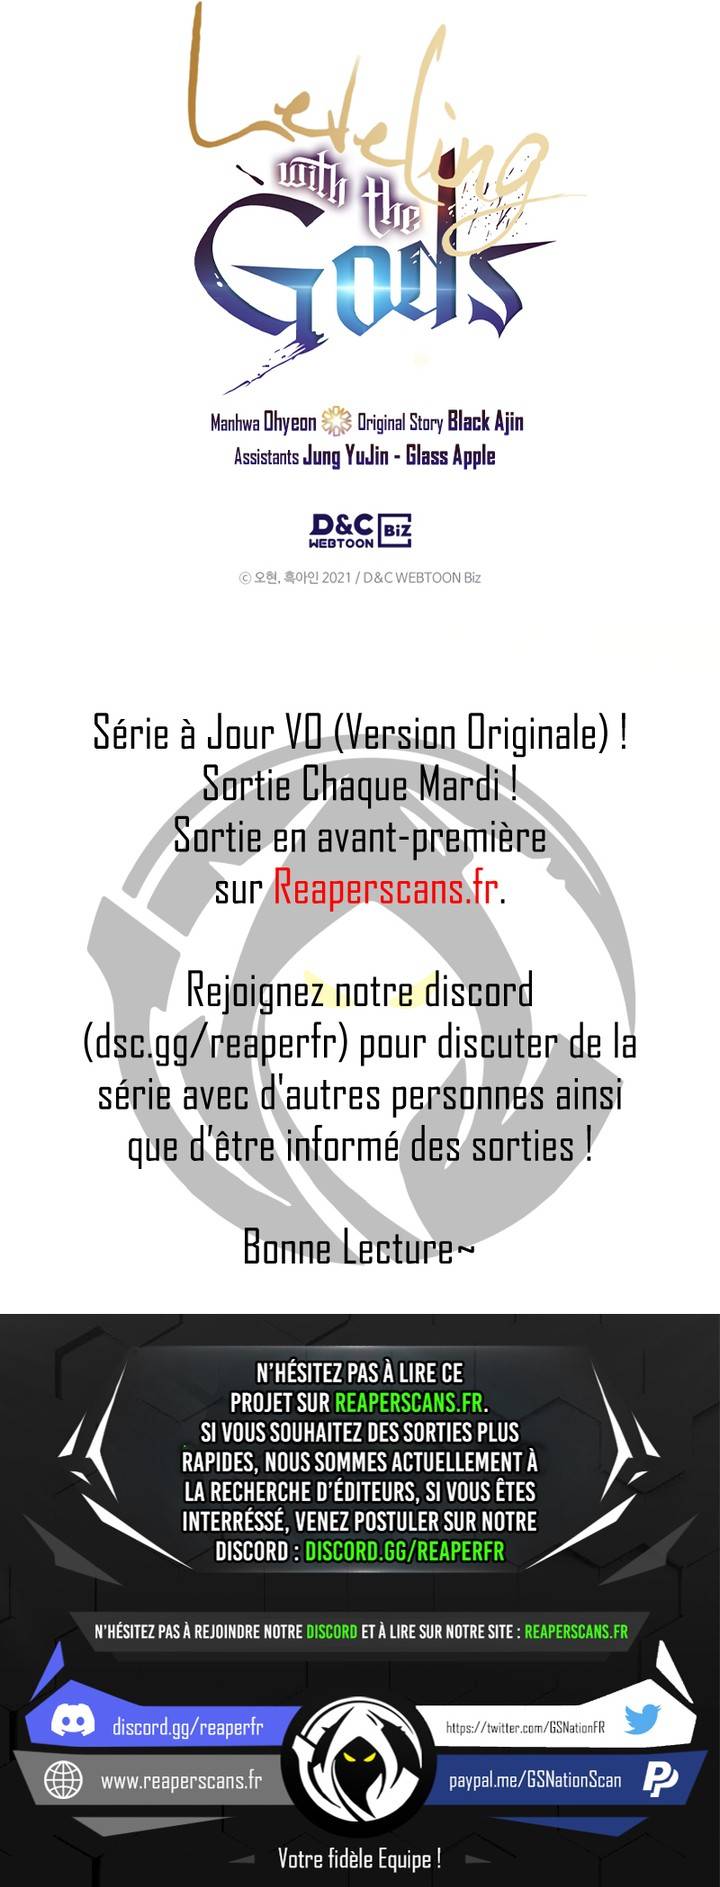 Leveling
with the
Gods
Manhwa Ohyeon Original Story Black Ajin
Assistants Jung YuJin - Glass Apple
D&C
WEBTOON BiZ
ⓒ 오현, 흑아인 2021 / D&C WEBTOON Biz
Série à Jour VO (Version Originale) !
Sortie Chaque Mardi !
Sortie en avant-première
sur Reaperscans.fr.
Rejoignez notre discord
(dsc.gg/reaperfr) pour discuter de la
série avec d'autres personnes ainsi
que d'être informé des sorties !
Bonne Lecture~
N'HÉSITEZ PAS À LIRE CE
PROJET SUR REAPERSCANS.FR.
SI VOUS SOUHAITEZ DES SORTIES PLUS
RAPIDES, NOUS SOMMES ACTUELLEMENT À
LA RECHERCHE D'ÉDITEURS, SI VOUS ÊTES
INTERRÉSSÉ, VENEZ POSTULER SUR NOTRE
DISCORD : DISCORD.GG/REAPERFR
N'HÉSITEZ PAS À REJOINDRE NOTRE DISCORD ET À LIRE SUR NOTRE SITE : REAPERSCANS.FR
discord.gg/reaperfr
https://twitter.com/GSNationFR
www.reaperscans.fr
paypal.me/GSNationScan
Votre fidèle Equipe !